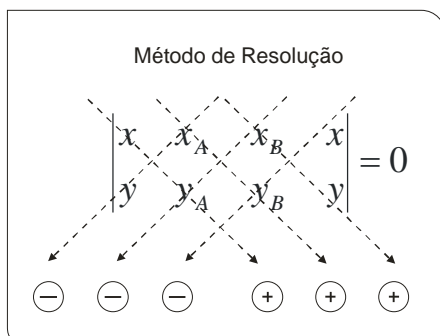 Método de Resolução
x x_A x_B x
y y_A y_B y = 0
− − − + + +